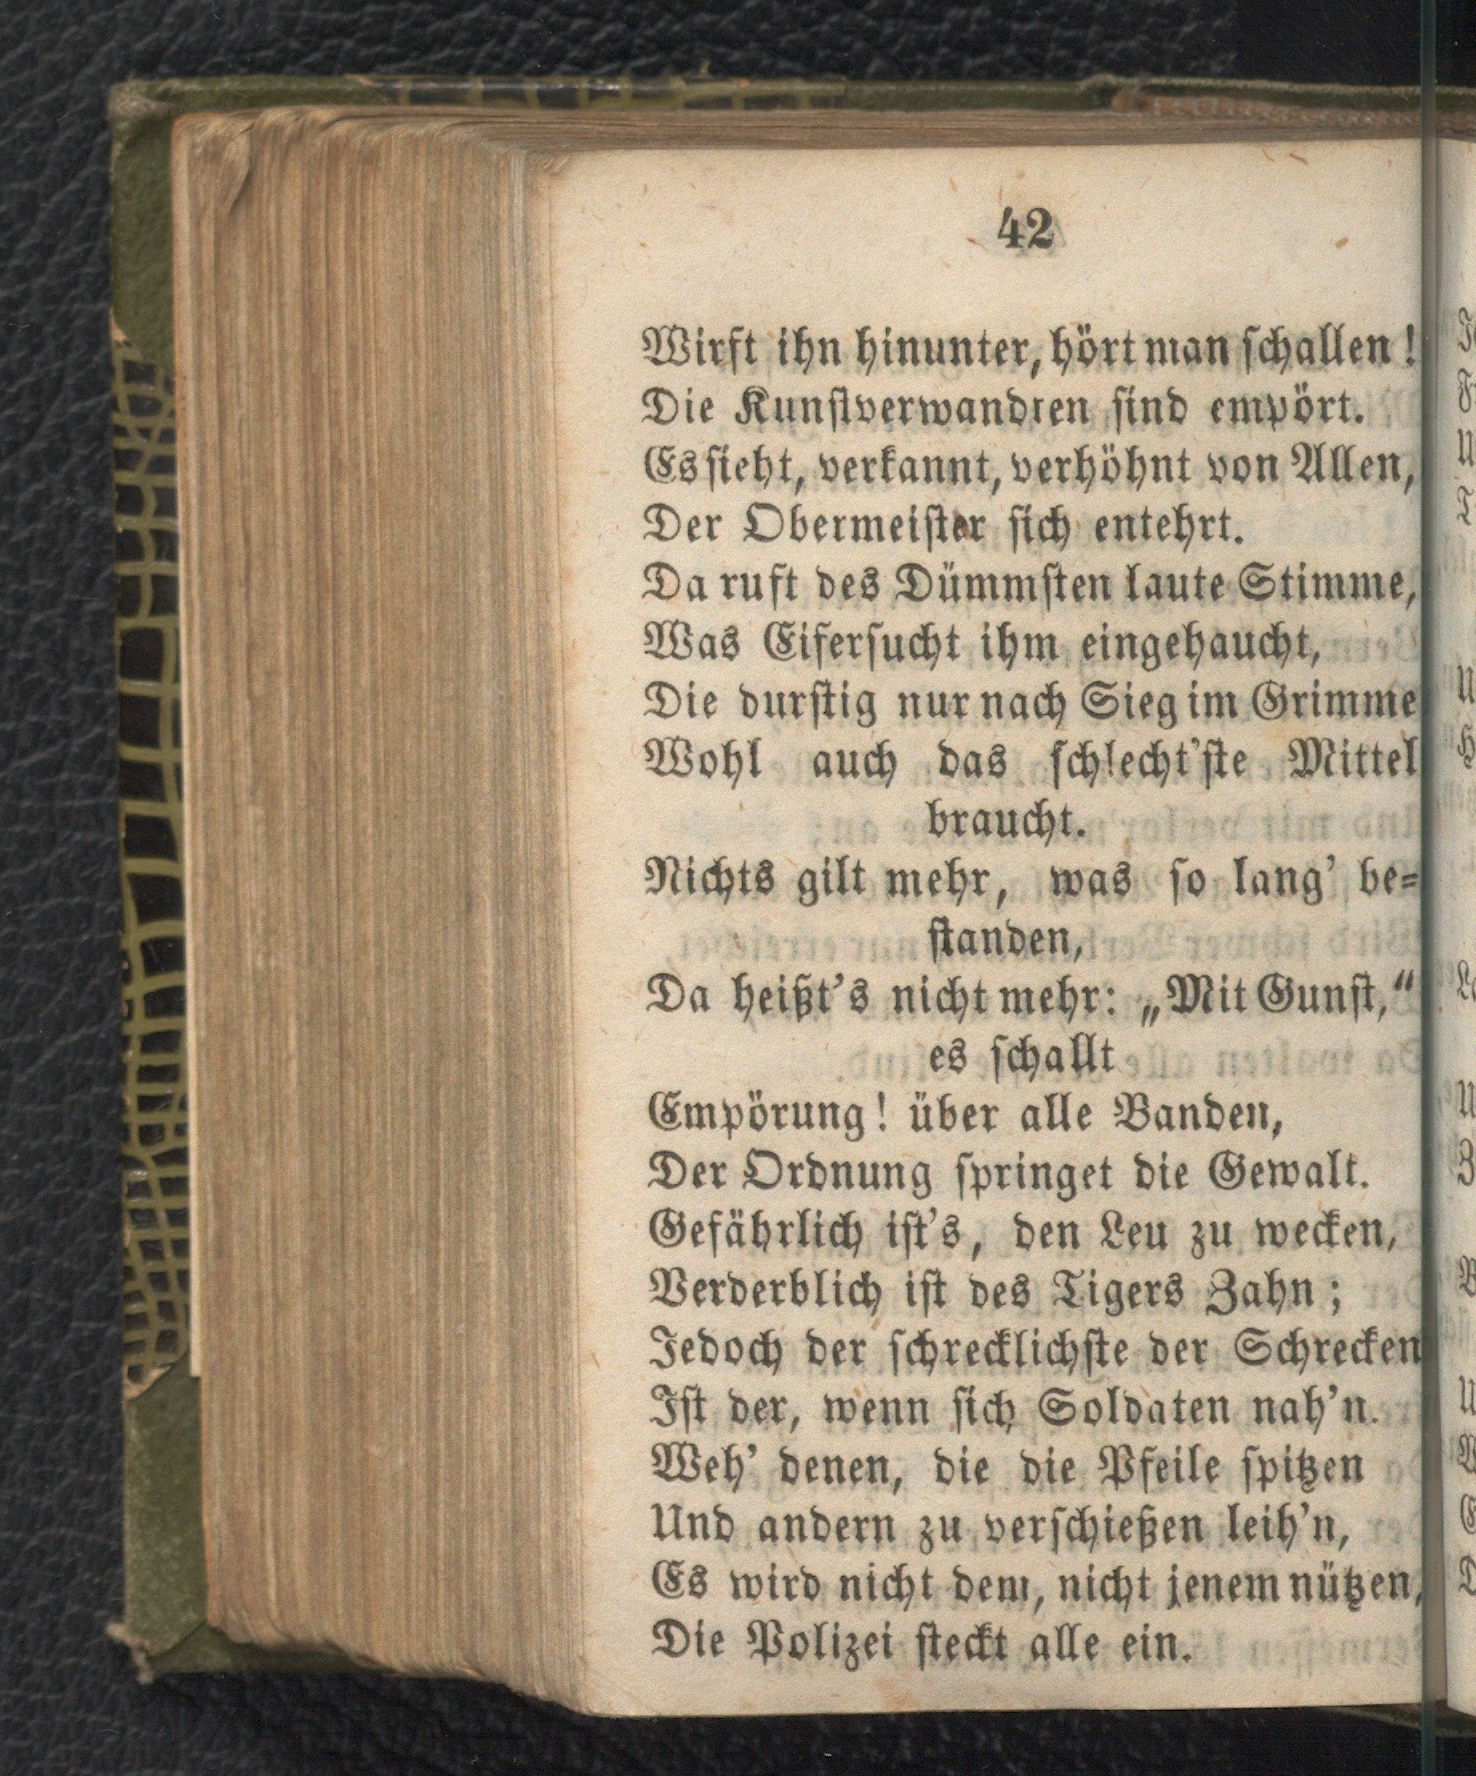 42
Wirft ihn hinunter, hört man ſchallen!
Die Kunſtverwandten ſind empört.
Es ſieht, verkannt, verhöhnt von Allen,
Der Obermeiſter ſich entehrt.
Da ruft des Dümmſten laute Stimme,
Was Eiferſucht ihm eingehaucht,
Die durſtig nur nach Sieg im Grimme
Wohl auch das ſchlecht'ſte Mittel
braucht.
Nichts gilt mehr, was ſo lang' be=
ſtanden,
Da heißt's nicht mehr: „Mit Gunſt,“
es ſchallt
Empörung! über alle Banden,
Der Ordnung ſpringet die Gewalt.
Gefährlich iſt's, den Leu zu wecken,
Verderblich iſt des Tigers Zahn;
Jedoch der ſchrecklichſte der Schrecken
Iſt der, wenn ſich Soldaten nah'n.
Weh' denen, die die Pfeile ſpitzen
Und andern zu verſchießen leih'n,
Es wird nicht dem, nicht jenem nützen,
Die Polizei ſteckt alle ein.